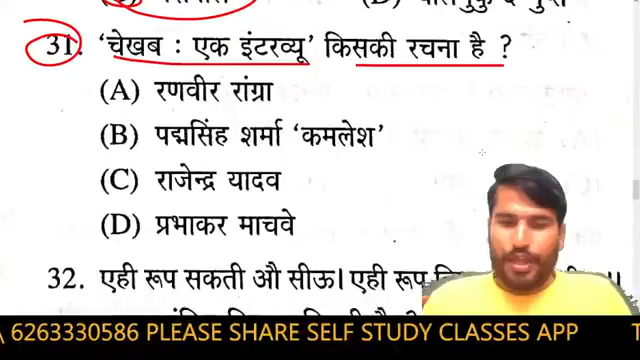 (D)
31. ‘चेखब : एक इंटरव्यू’ किसकी रचना है ?
(A) रणवीर रांग्रा
(B) पद्मसिंह शर्मा ‘कमलेश’
(C) राजेन्द्र यादव
(D) प्रभाकर माचवे
32. एही रूप सकती औ सीऊ। एही रूप
6263330586 PLEASE SHARE SELF STUDY CLASSES APP